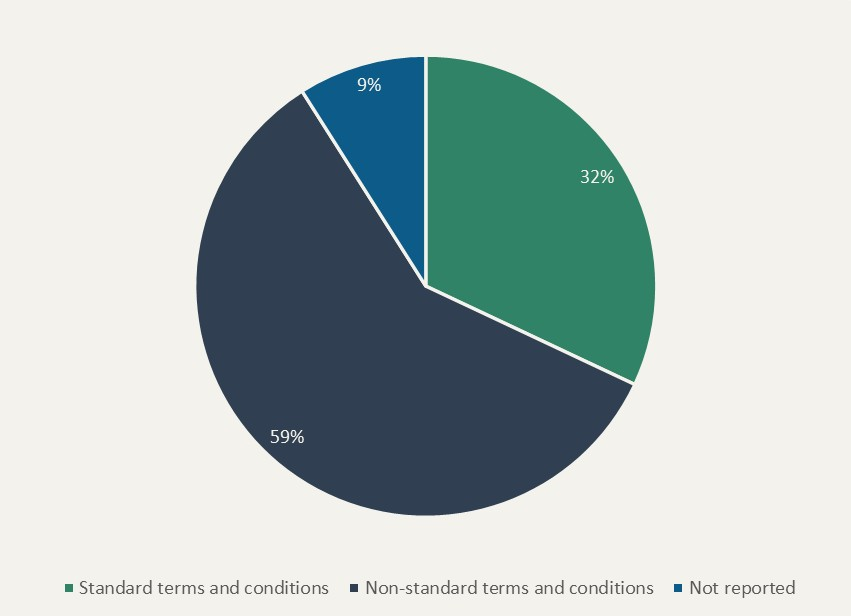 9%
32%
59%
Standard terms and conditions
Non-standard terms and conditions
Not reported